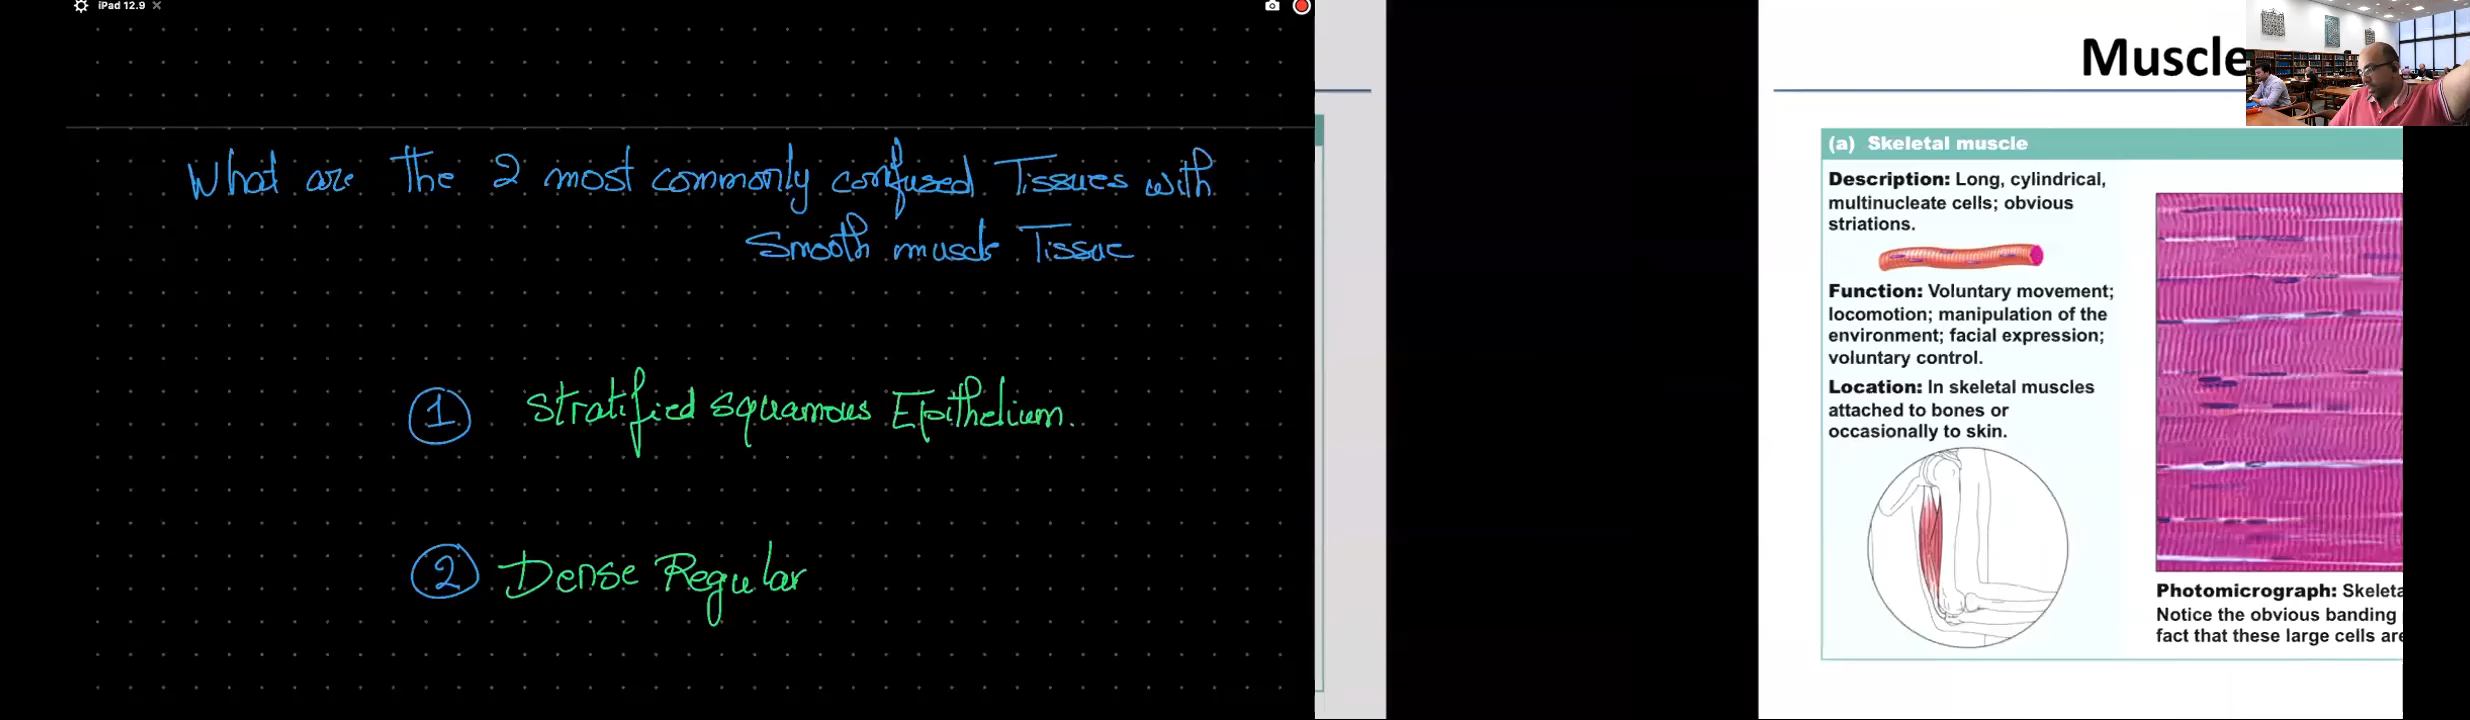 iPad 12.9
What are the 2 most commonly confused Tissues with
Smooth muscle Tissue
1 Stratified Squamous Epithelium.
2 Dense Regular
Muscle
(a) Skeletal muscle
Description: Long, cylindrical,
multinucleate cells; obvious
striations.
Function: Voluntary movement;
locomotion; manipulation of the
environment; facial expression;
voluntary control.
Location: In skeletal muscles
attached to bones or
occasionally to skin.
Photomicrograph: Skeleta
Notice the obvious banding
fact that these large cells are